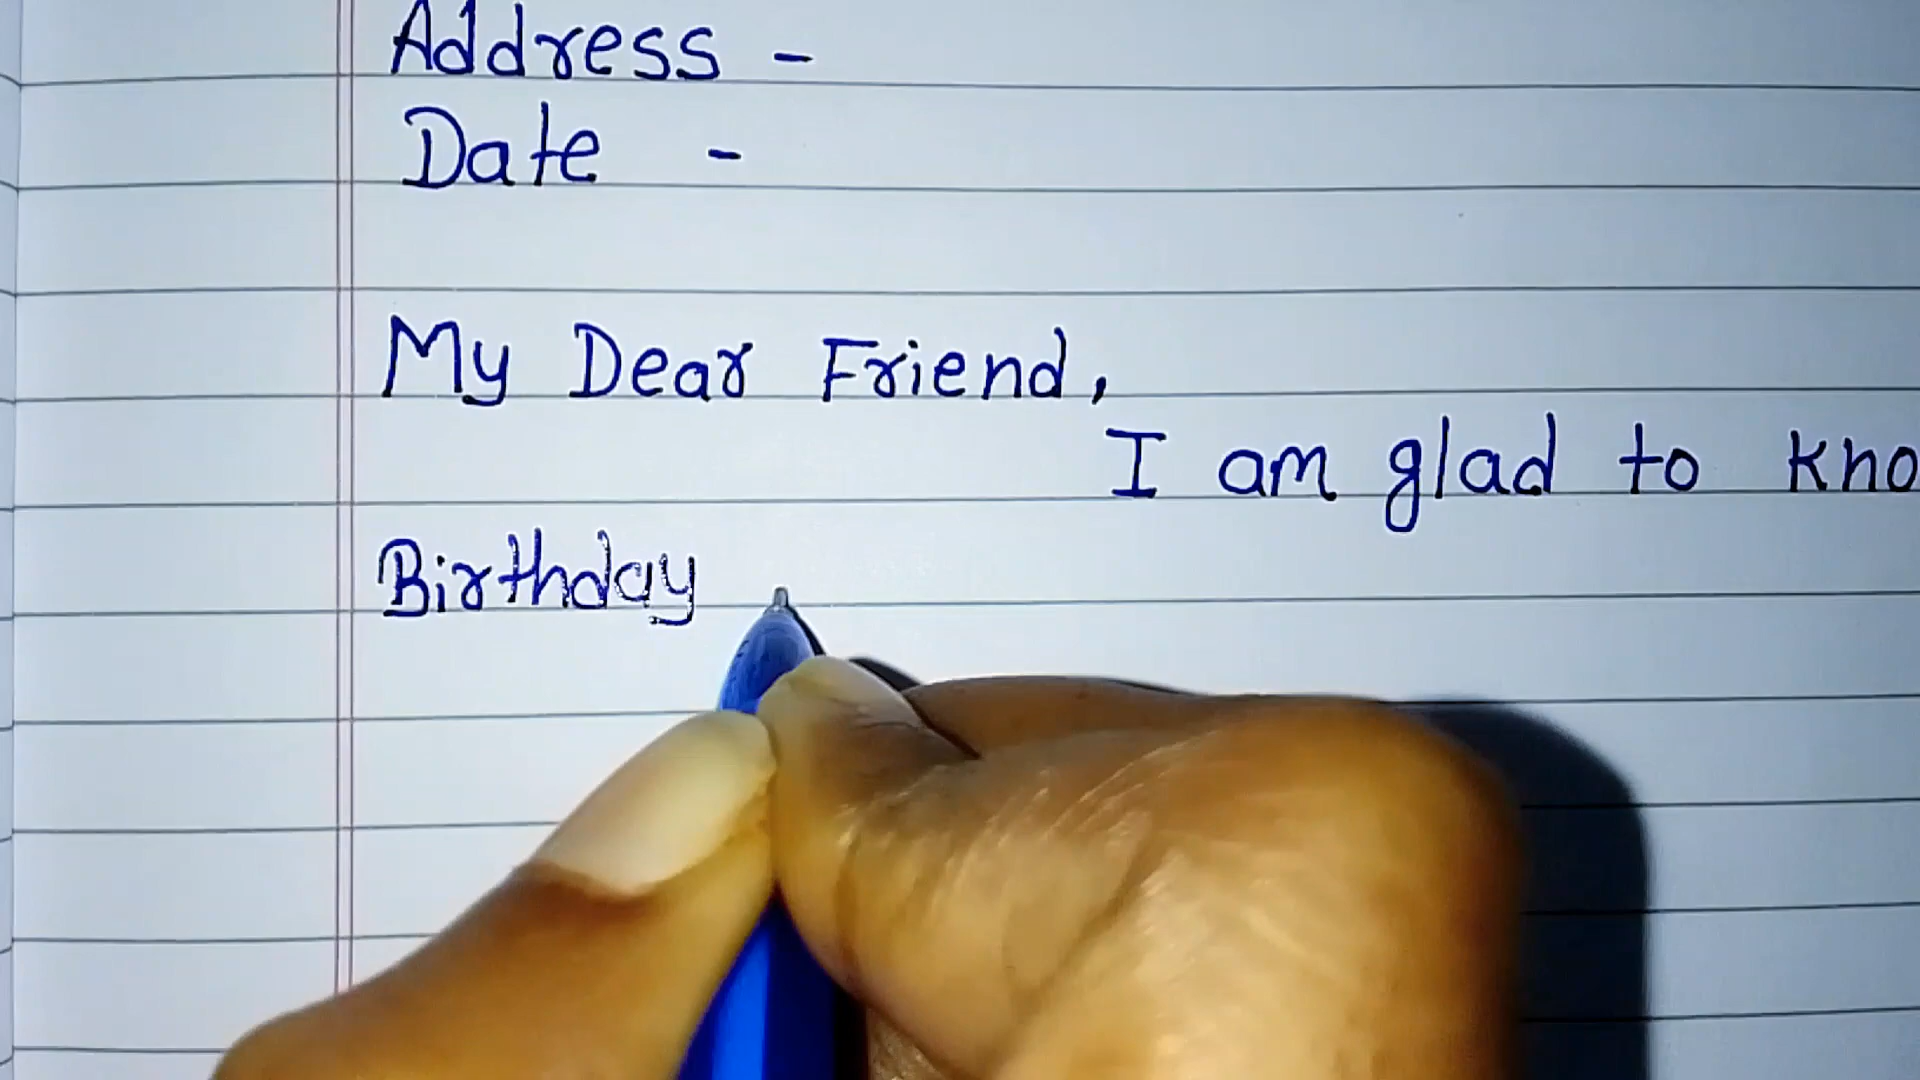 Address -
Date -
My Dear Friend,
I am glad to kno
Birthday